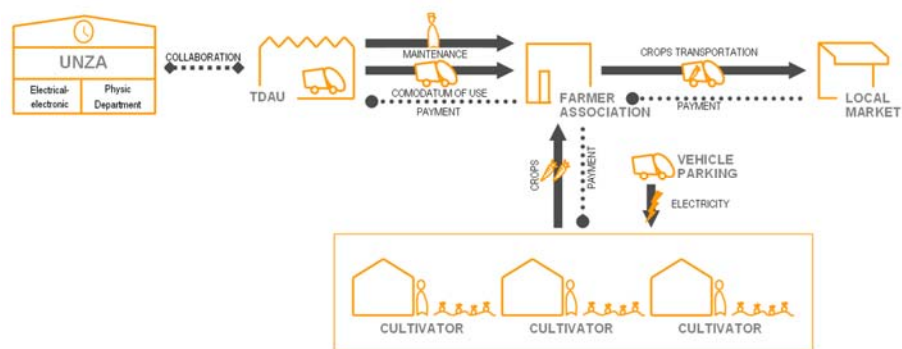 UNZA
Electrical-
electronic
Physic
Department
COLLABORATION
TDAU
MAINTENANCE
COMODATUM OF USE
PAYMENT
FARMER
ASSOCIATION
CROPS TRANSPORTATION
PAYMENT
LOCAL
MARKET
CROPS
PAYMENT
VEHICLE
PARKING
ELECTRICITY
CULTIVATOR
CULTIVATOR
CULTIVATOR